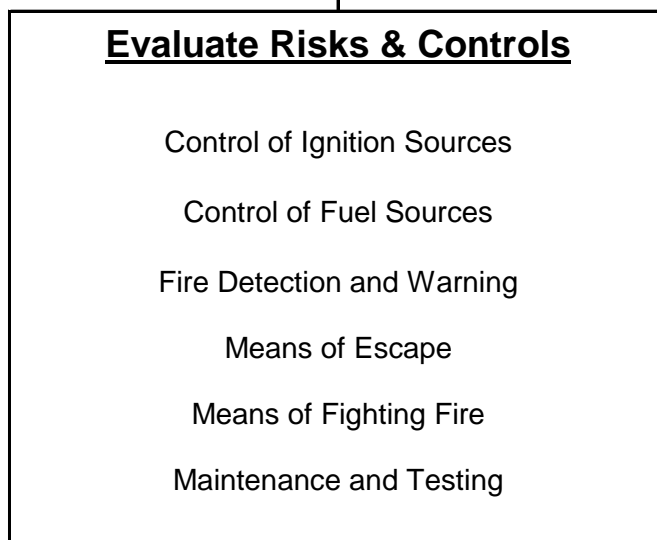 Evaluate Risks & Controls
Control of Ignition Sources
Control of Fuel Sources
Fire Detection and Warning
Means of Escape
Means of Fighting Fire
Maintenance and Testing